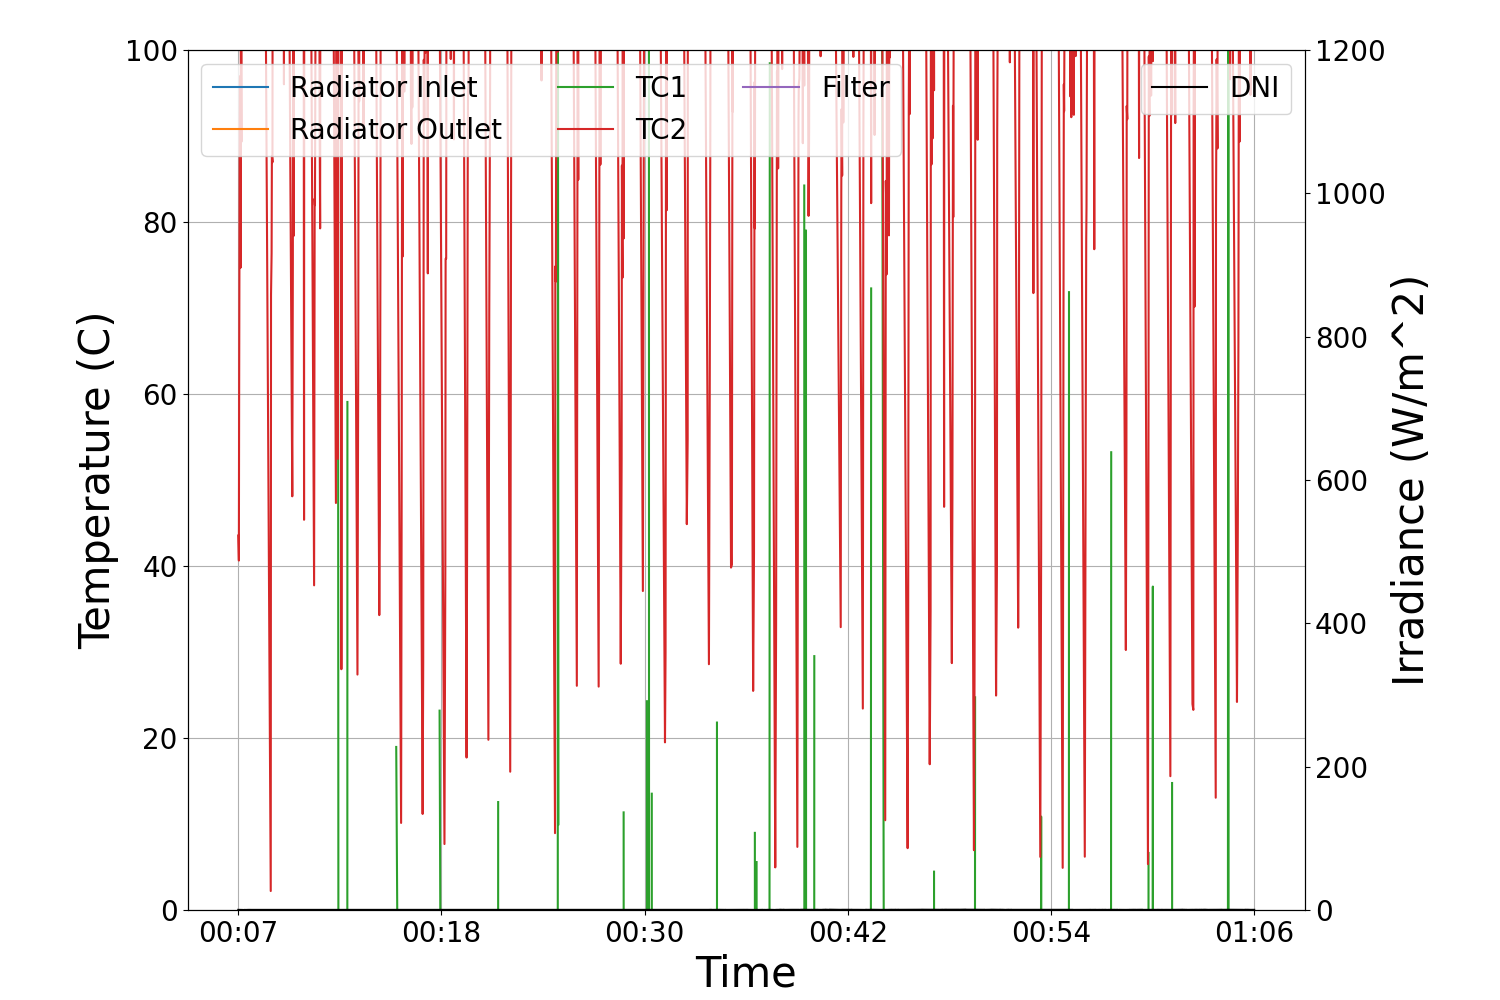 100
80
60
40
20
0
Temperature (C)
Radiator Inlet
Radiator Outlet
TC1
TC2
Filter
DNI
1200
1000
800
600
400
200
0
Irradiance (W/m^2)
00:07 00:18 00:30 00:42 00:54 01:06
Time